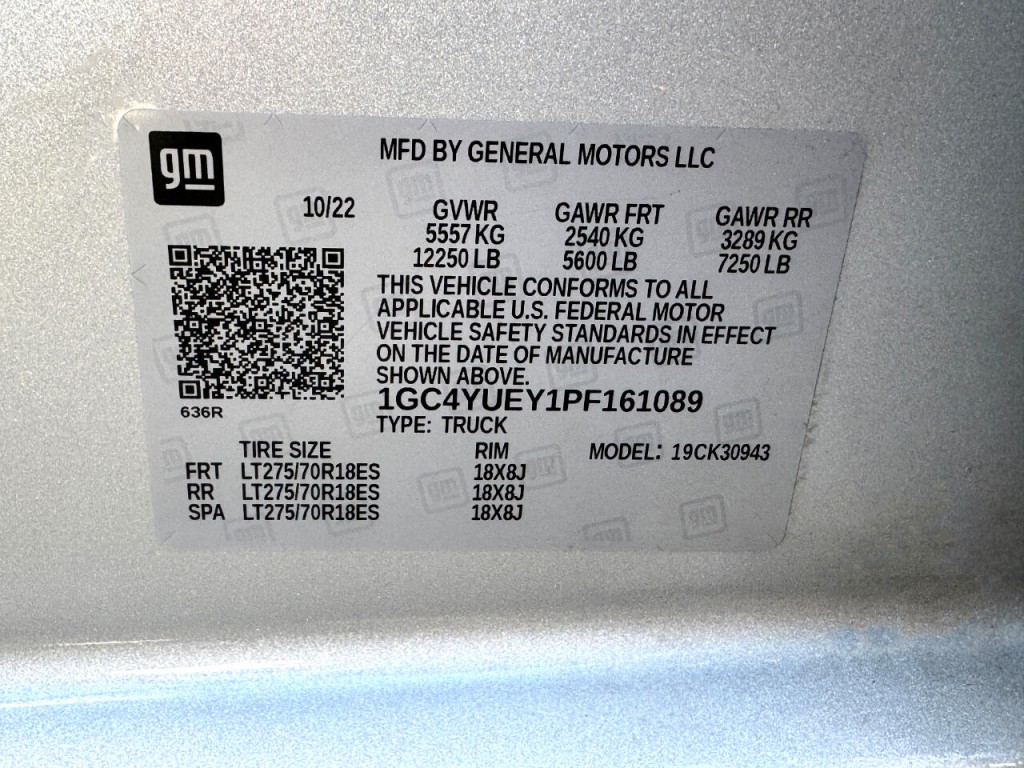 gm
MFD BY GENERAL MOTORS LLC
10/22
GVWR GAWR FRT GAWR RR
5557 KG 2540 KG 3289 KG
12250 LB 5600 LB 7250 LB
THIS VEHICLE CONFORMS TO ALL
APPLICABLE U.S. FEDERAL MOTOR
VEHICLE SAFETY STANDARDS IN EFFECT
ON THE DATE OF MANUFACTURE
SHOWN ABOVE.
636R
1GC4YUEY1PF161089
TYPE: TRUCK
TIRE SIZE RIM MODEL: 19CK30943
FRT LT275/70R18ES 18X8J
RR LT275/70R18ES 18X8J
SPA LT275/70R18ES 18X8J